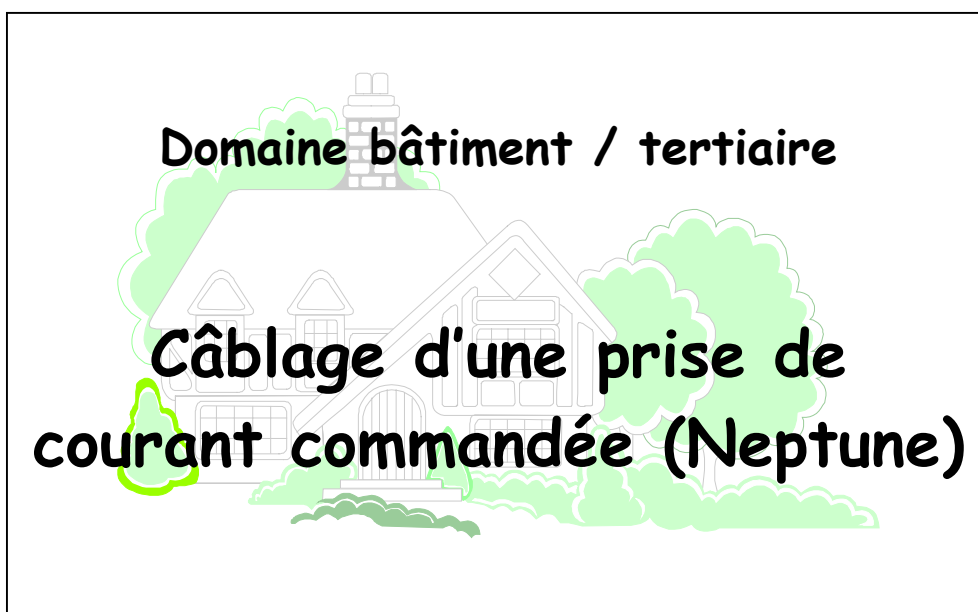 Domaine bâtiment / tertiaire
Câblage d'une prise de
courant commandée (Neptune)